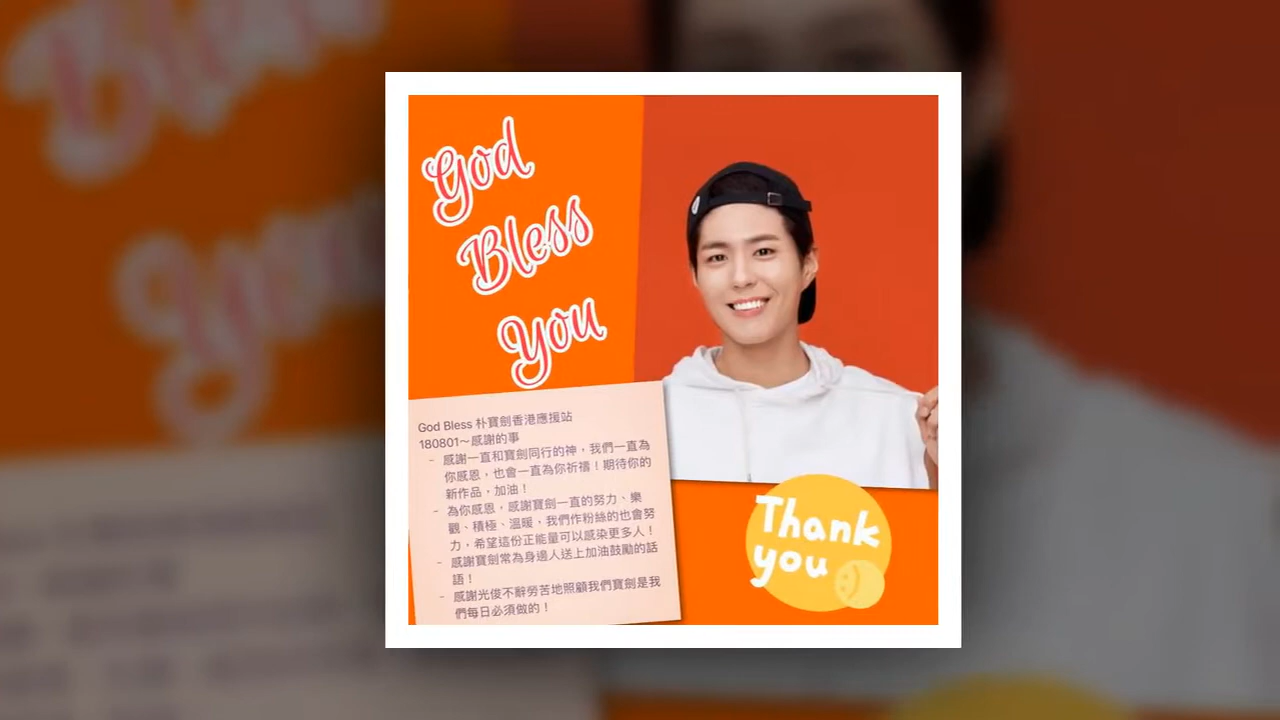 God
Bless
You
God Bless 朴寶劍香港應援站
180801～感謝的事
- 感謝一直和寶劍同行的神，我們一直為
你感恩，也會一直為你祈禱！期待你的
新作品，加油！
- 為你感恩，感謝寶劍一直的努力、樂
觀、積極、溫暖，我們作粉絲的也會努
力，希望這份正能量可以感染更多人！
- 感謝寶劍常為身邊人送上加油鼓勵的話
語！
- 感謝光俊不辭勞苦地照顧我們寶劍是我
們每日必須做的！
Thank
you